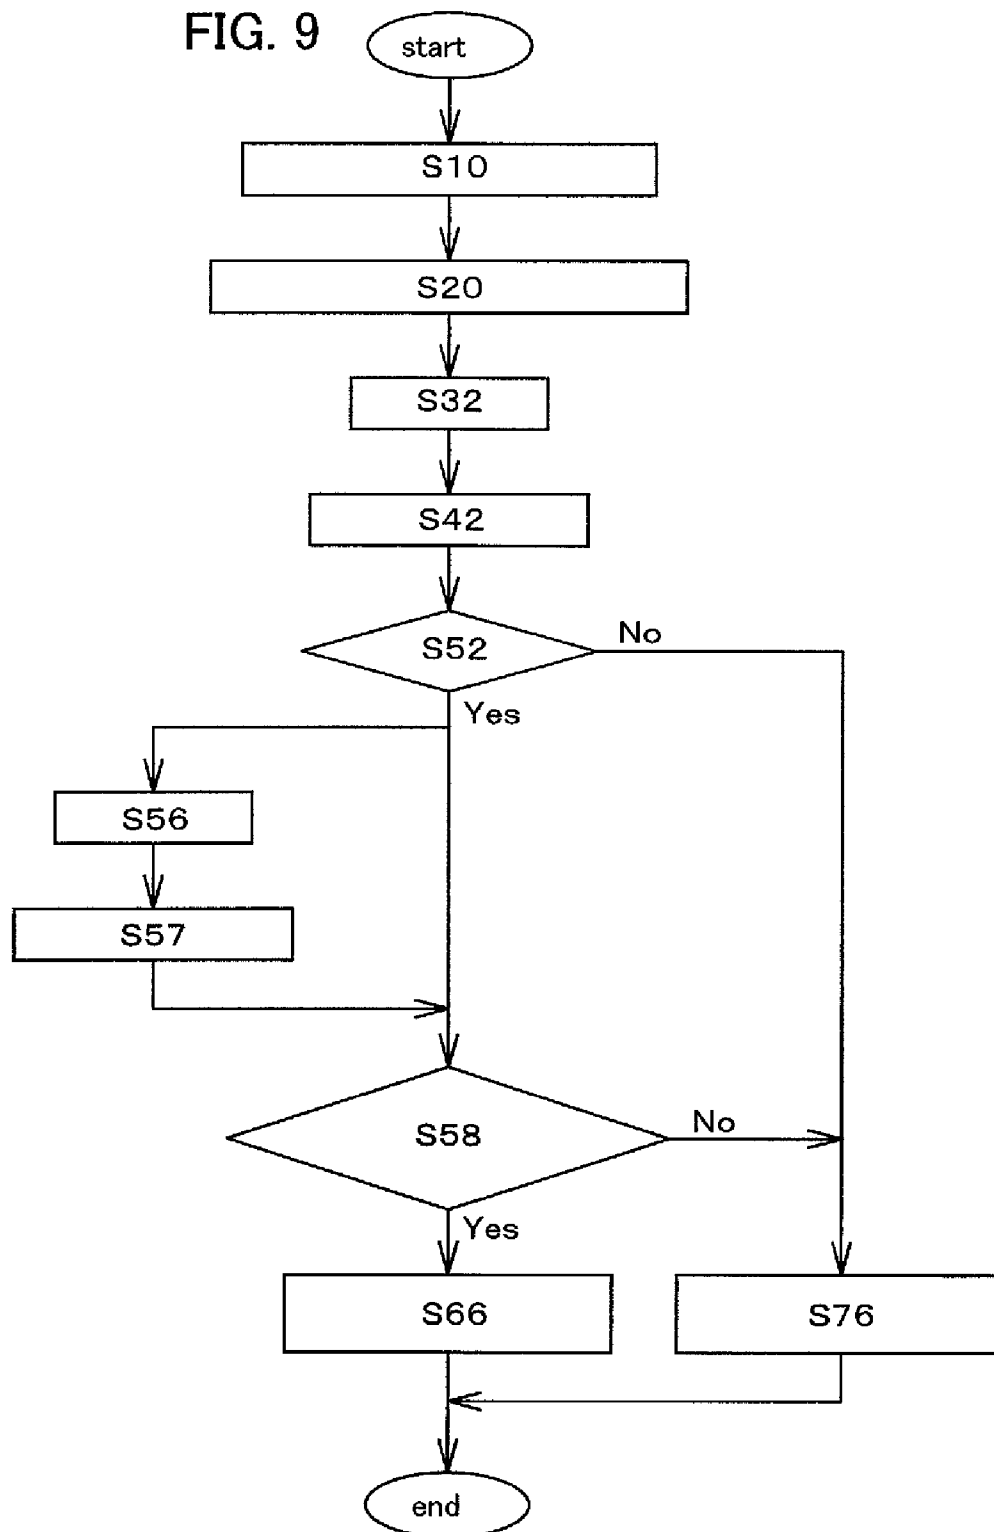 FIG. 9
start
S10
S20
S32
S42
S52
No
Yes
S56
S57
S58
No
Yes
S66
S76
end